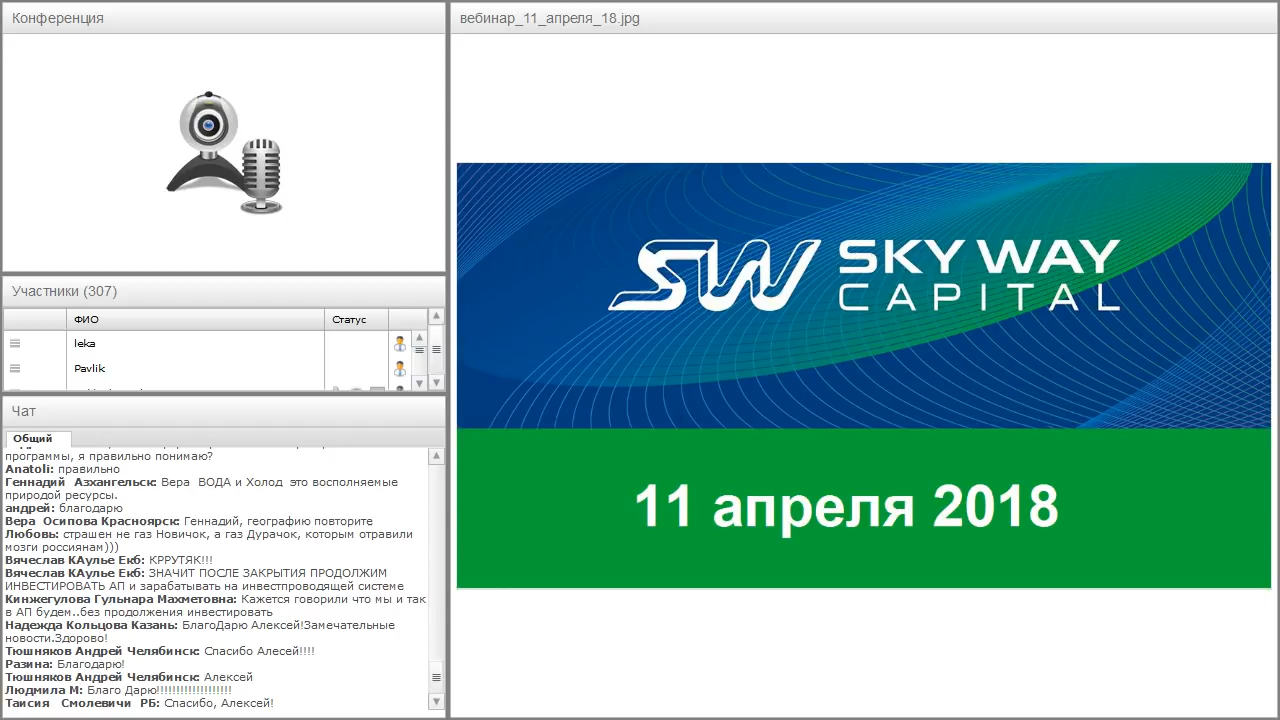 Конференция
вебинар_11_апреля_18.jpg
SW SKY WAY
CAPITAL
11 апреля 2018
Участники (307)
ФИО Статус
leka
Pavlik
Чат
Общий
программы, я правильно понимаю?
Anatoli: правильно
Геннадий Азхангельск: Вера ВОДА и Холод это восполняемые
природой ресурсы.
андрей: благодарю
Вера Осипова Красноярск: Геннадий, географию повторите
Любовь: страшен не газ Новичок, а газ Дурачок, которым отравили
мозги россиянам)))
Вячеслав КАулье Екб: КРРУТЯК!!!
Вячеслав КАулье Екб: ЗНАЧИТ ПОСЛЕ ЗАКРЫТИЯ ПРОДОЛЖИМ
ИНВЕСТИРОВАТЬ АП и зарабатывать на инвестпроводящей системе
Кинжегулова Гульнара Махметовна: Кажется говорили что мы и так
в АП будем..без продолжения инвестировать
Надежда Кольцова Казань: БлагоДарю Алексей!Замечательные
новости.Здорово!
Тюшняков Андрей Челябинск: Спасибо Алесей!!!!
Разина: Благодарю!
Тюшняков Андрей Челябинск: Алексей
Людмила М: Благо Дарю!!!!!!!!!!!!!!!!!!!
Таисия Смолевичи РБ: Спасибо, Алексей!